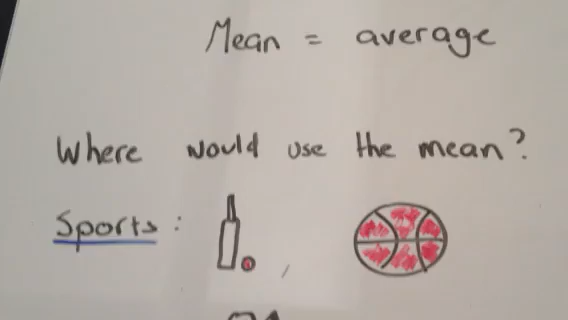 Mean = average
Where would use the mean?
Sports : ,